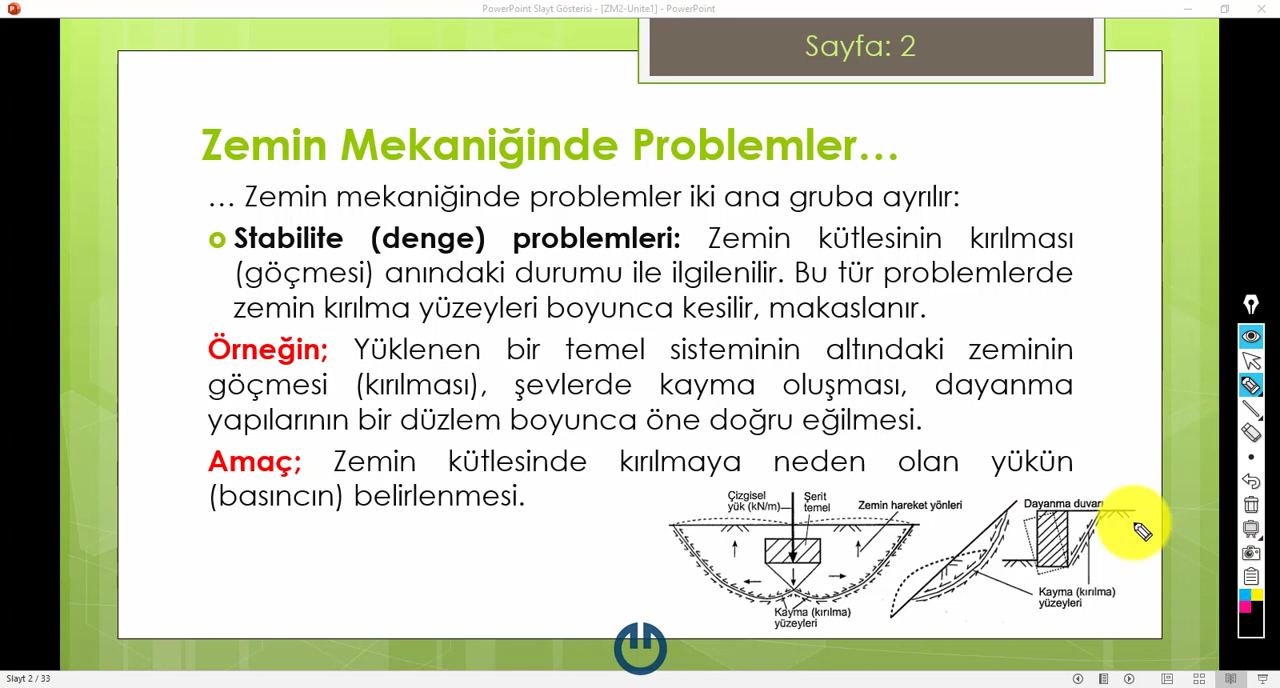 PowerPoint Slayt Gösterisi - [ZM2-Unite1] - PowerPoint
Sayfa: 2
Zemin Mekaniğinde Problemler...
... Zemin mekaniğinde problemler iki ana gruba ayrılır:
Stabilite (denge) problemleri: Zemin kütlesinin kırılması
(göçmesi) anındaki durumu ile ilgilenilir. Bu tür problemlerde
zemin kırılma yüzeyleri boyunca kesilir, makaslanır.
Örneğin; Yüklenen bir temel sisteminin altındaki zeminin
göçmesi (kırılması), şevlerde kayma oluşması, dayanma
yapılarının bir düzlem boyunca öne doğru eğilmesi.
Amaç; Zemin kütlesinde kırılmaya neden olan yükün
(basıncın) belirlenmesi.
Çizgisel
yük (kN/m)
Şerit
temel
Zemin hareket yönleri
Dayanma duvarı
Kayma (kırılma)
yüzeyleri
Kayma (kırılma)
yüzeyleri
Slayt 2 / 33